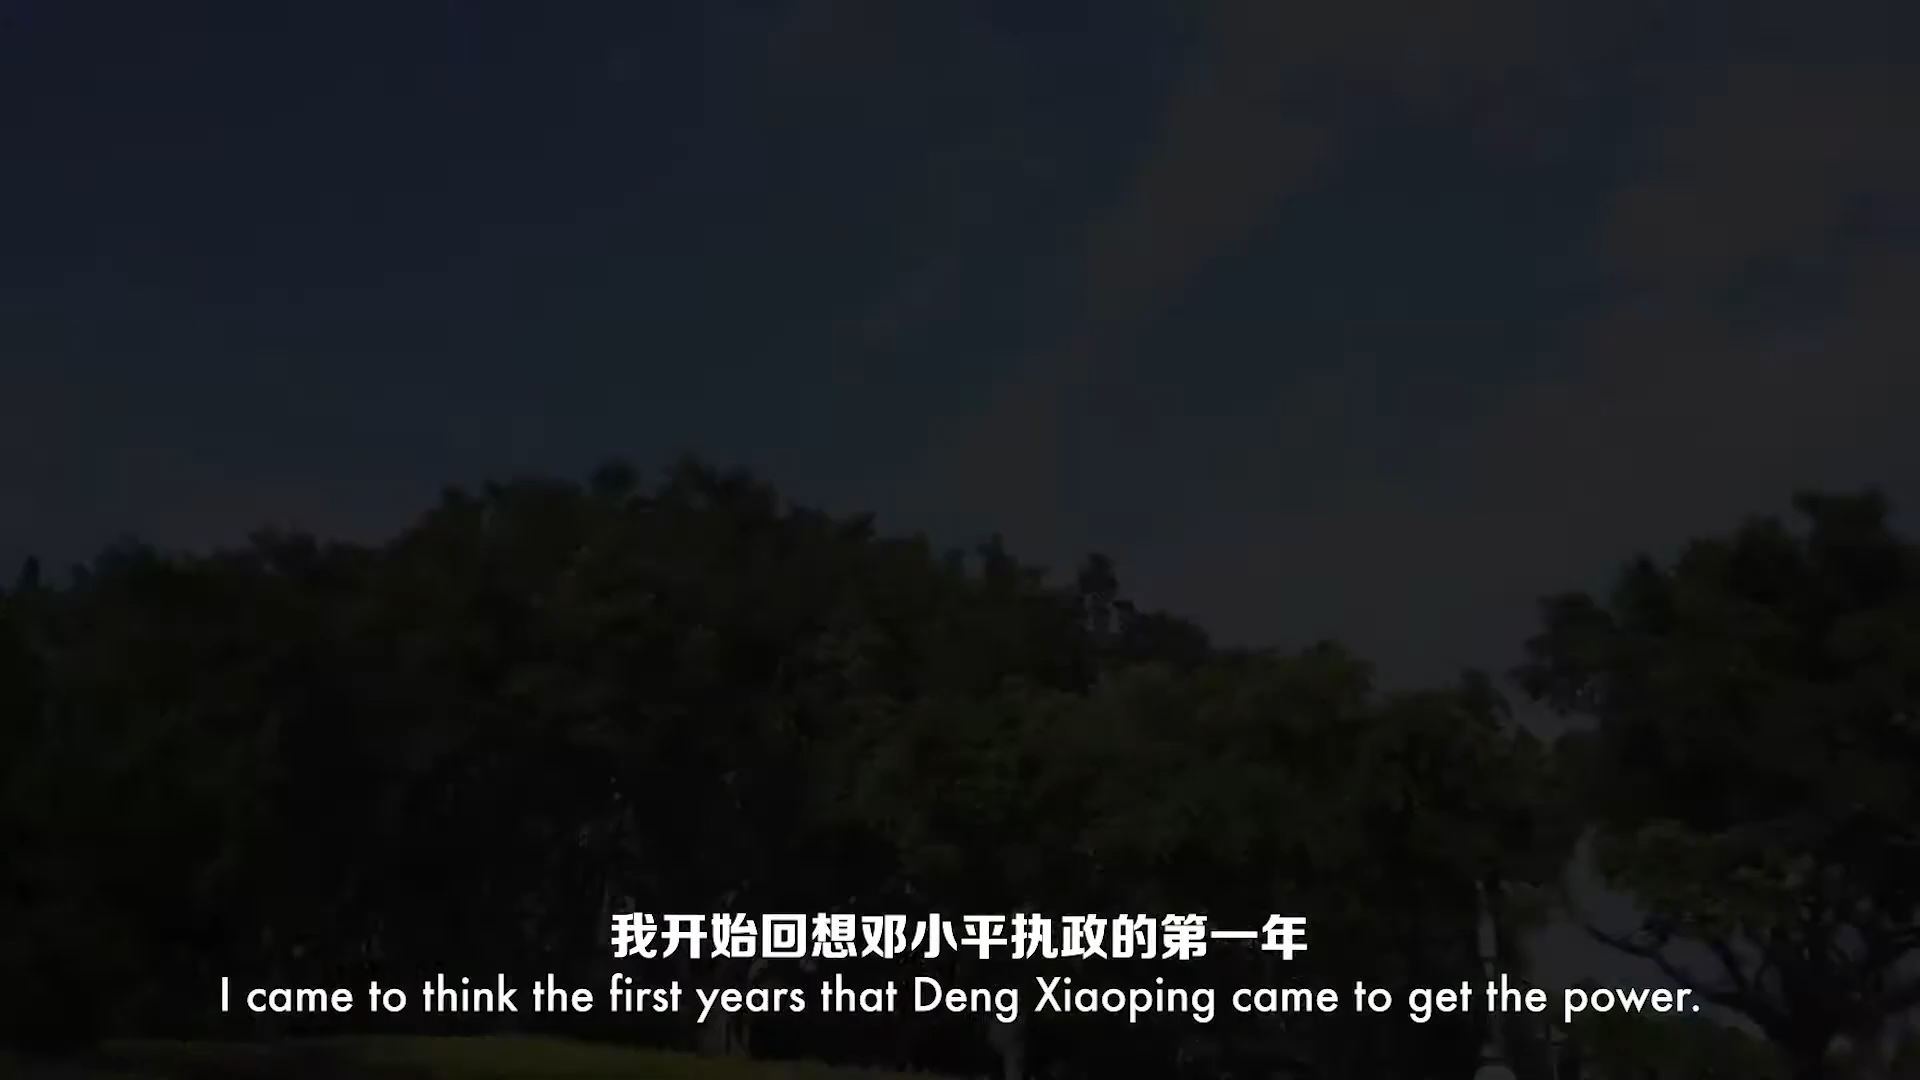 我开始回想邓小平执政的第一年
I came to think the first years that Deng Xiaoping came to get the power.